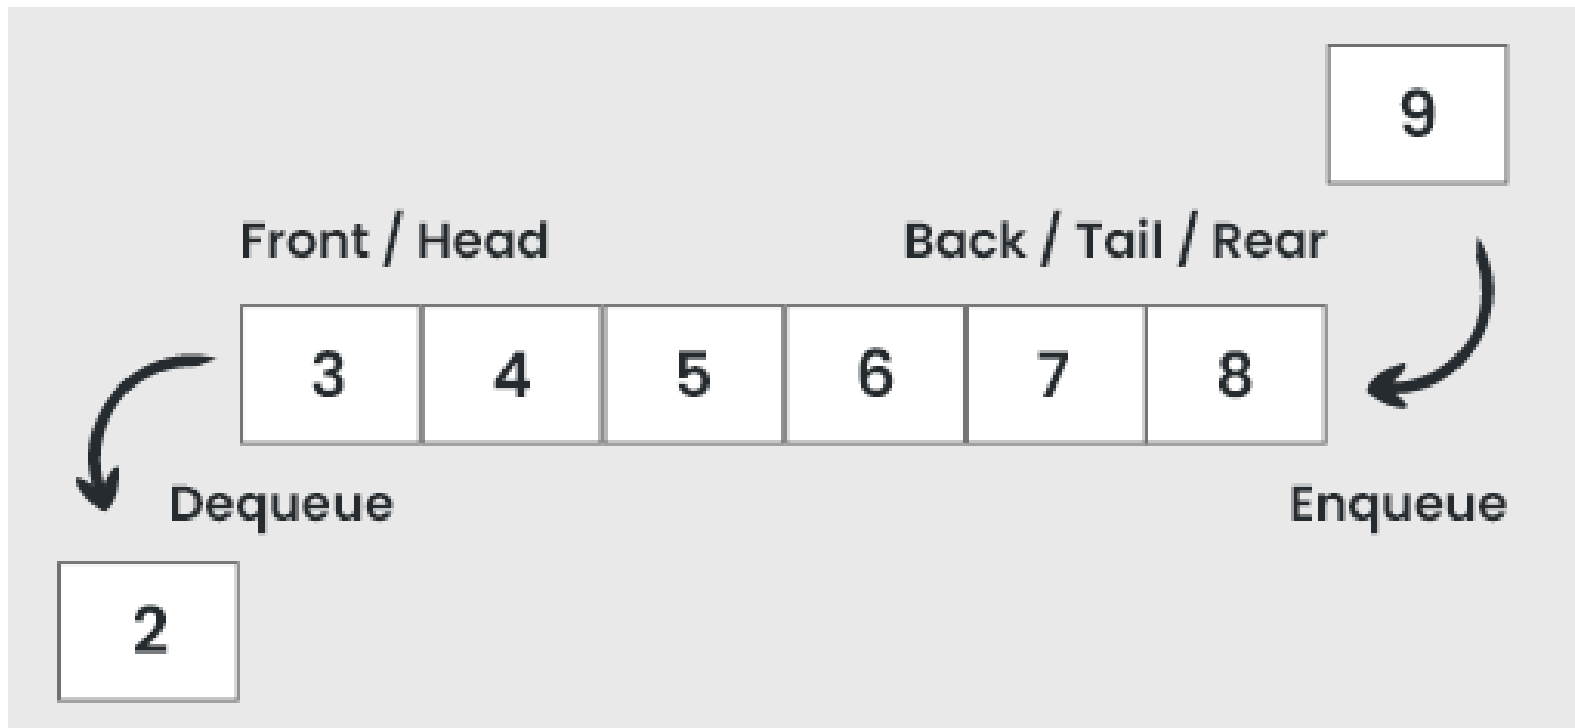 9
Front / Head
Back / Tail / Rear
3 4 5 6 7 8
Dequeue
Enqueue
2